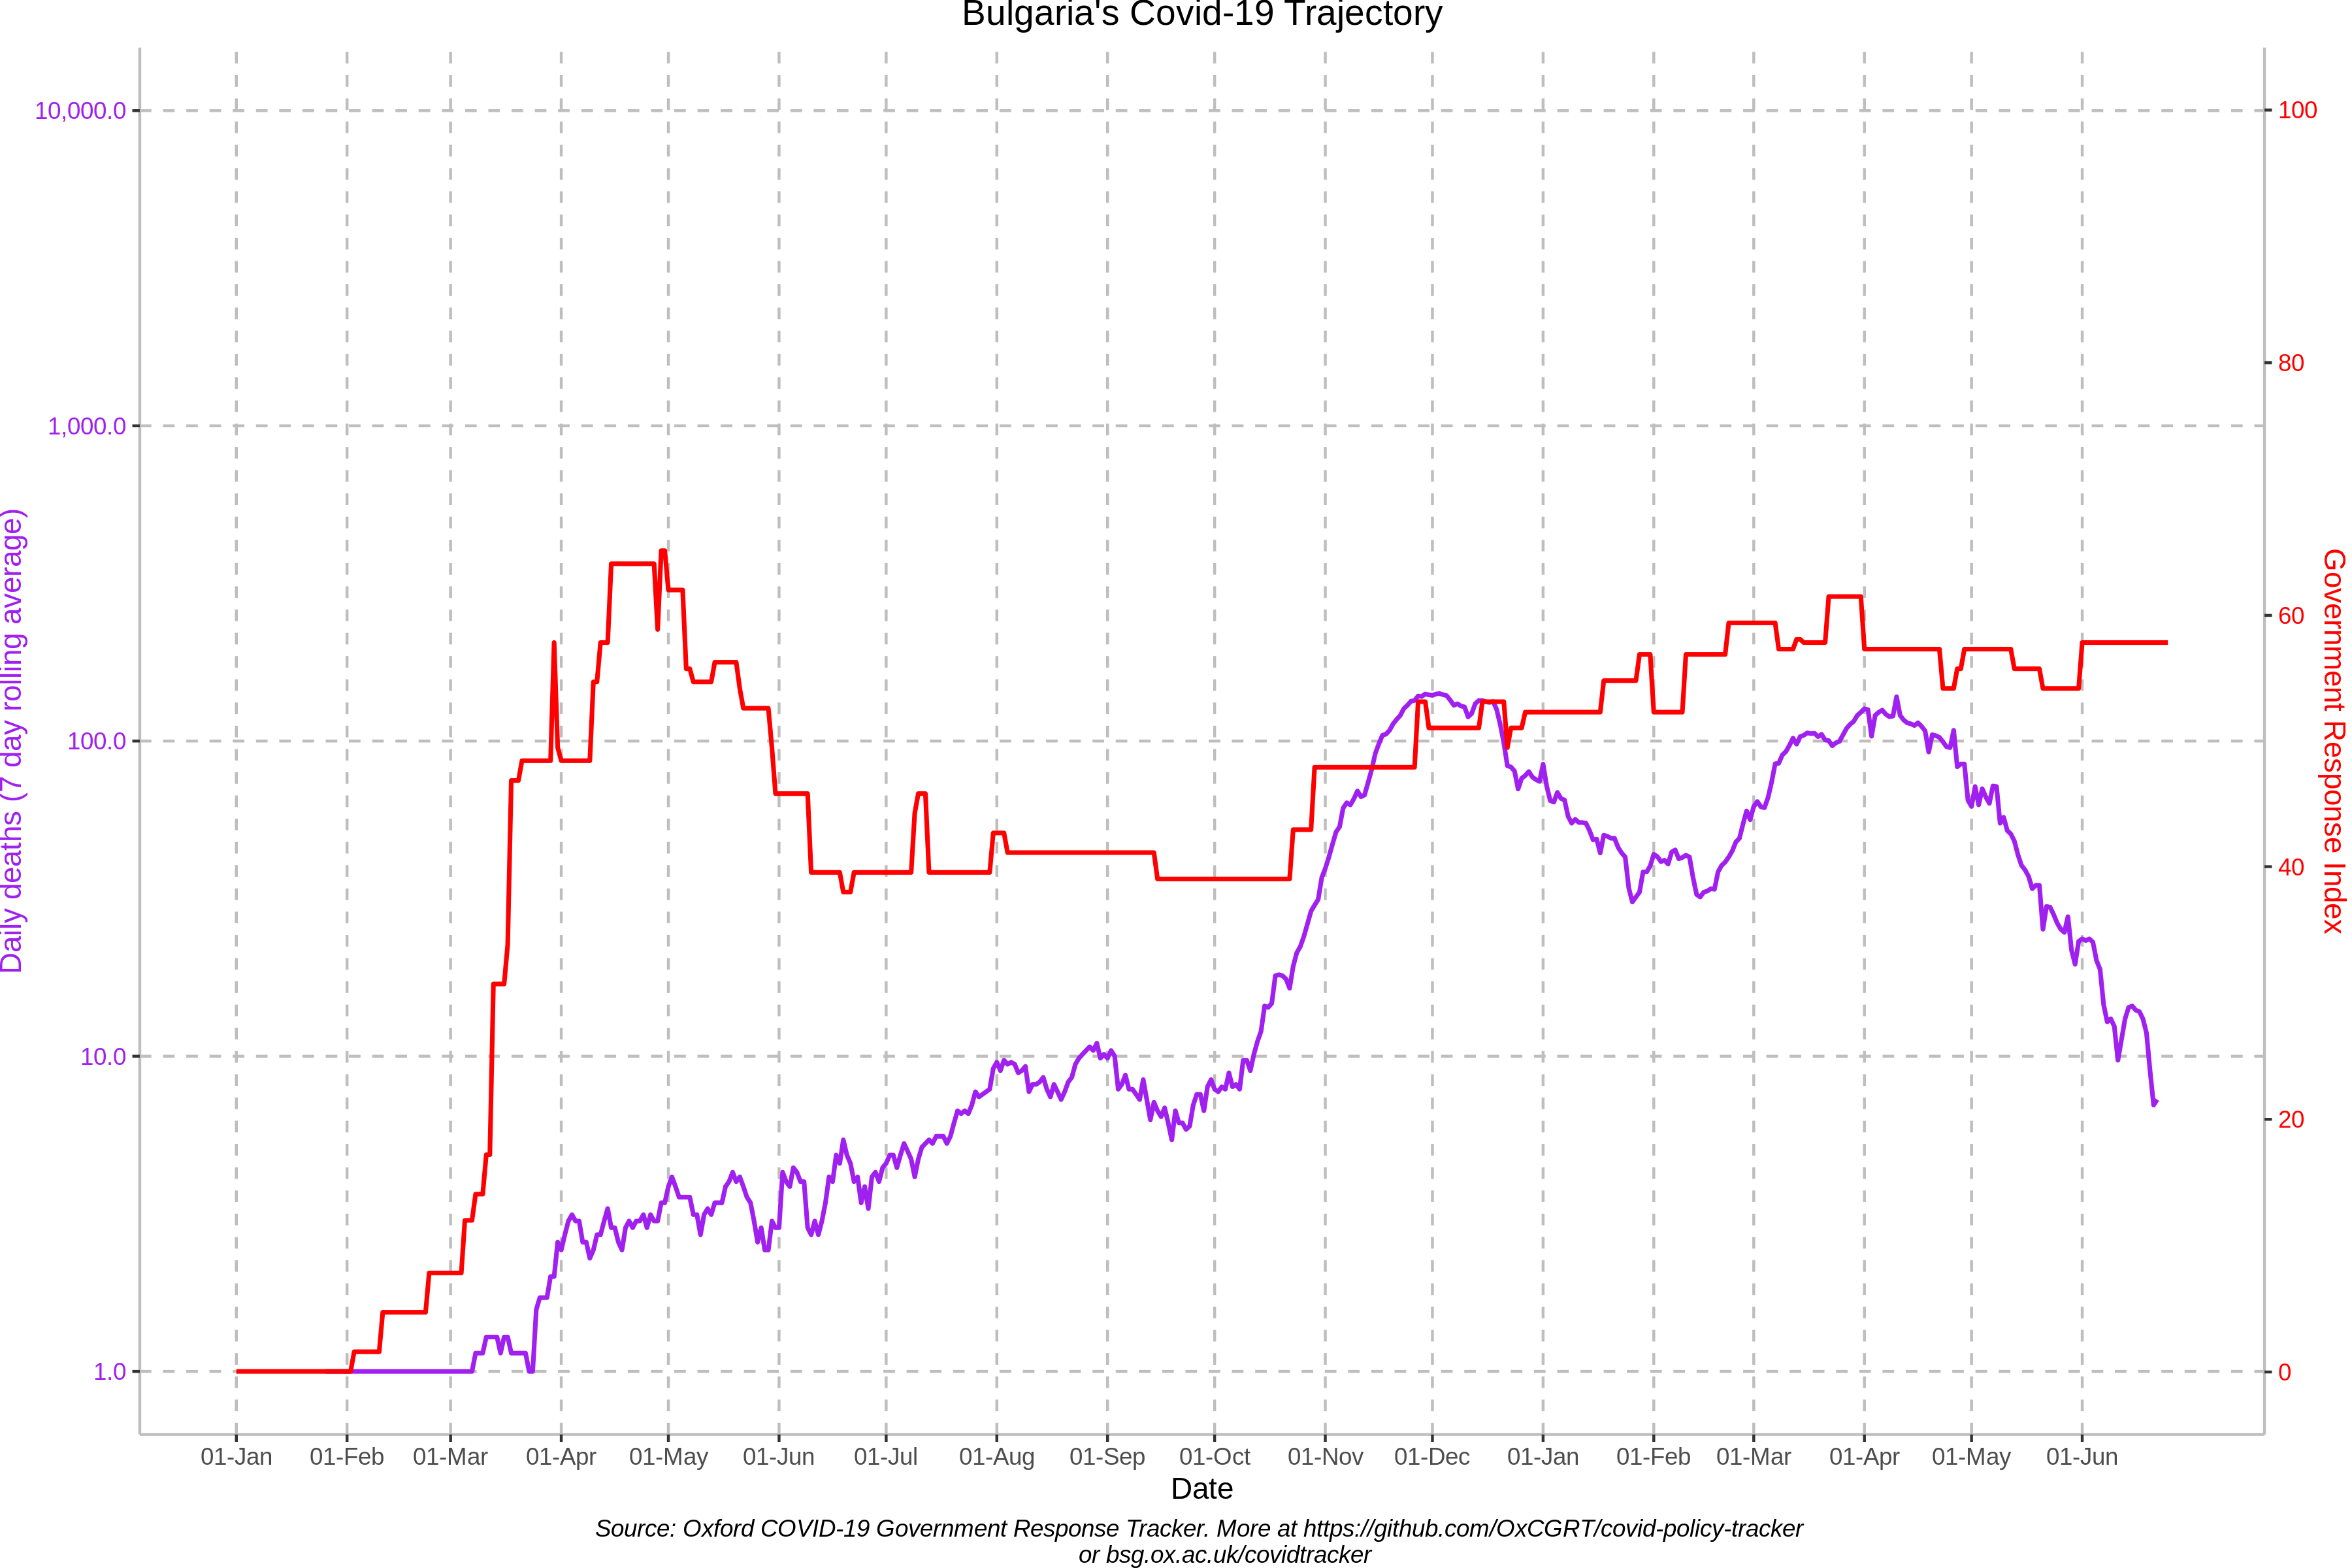 Bulgaria's Covid-19 Trajectory
10,000.0
1,000.0
100.0
10.0
1.0
Daily deaths (7 day rolling average)
100
80
60
40
20
0
Government Response Index
01-Jan 01-Feb 01-Mar 01-Apr 01-May 01-Jun 01-Jul 01-Aug 01-Sep 01-Oct 01-Nov 01-Dec 01-Jan 01-Feb 01-Mar 01-Apr 01-May 01-Jun
Date
Source: Oxford COVID-19 Government Response Tracker. More at https://github.com/OxCGRT/covid-policy-tracker
or bsg.ox.ac.uk/covidtracker